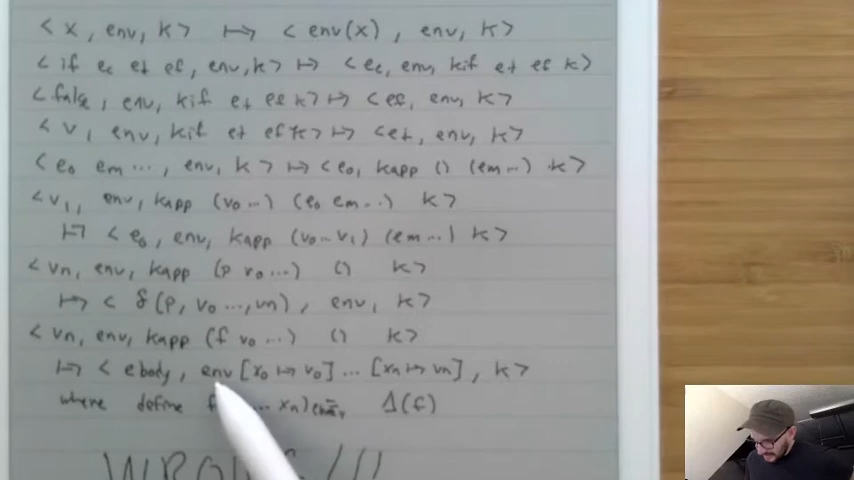 < x , env, k > ↦ < env(x) , env, k >
< if ec et ef, env, k > ↦ < ec, env, kif et ef k >
< false, env, kif et ef k > ↦ < ef, env, k >
< v, env, kif et ef k > ↦ < et, env, k >
< e0 em ..., env, k > ↦ < e0, kapp () (em ...) k >
< v1, env, kapp (v0 ...) (e0 em ...) k >
↦ < e0, env, kapp (v0 ... v1) (em ...) k >
< vn, env, kapp (p v0 ...) () k >
↦ < δ(p, v0 ..., vn), env, k >
< vn, env, kapp (f v0 ...) () k >
↦ < ebody, env [x0 ↦ v0] ... [xn ↦ vn], k >
where define ... xn) Δ(f)
WRONG !!!